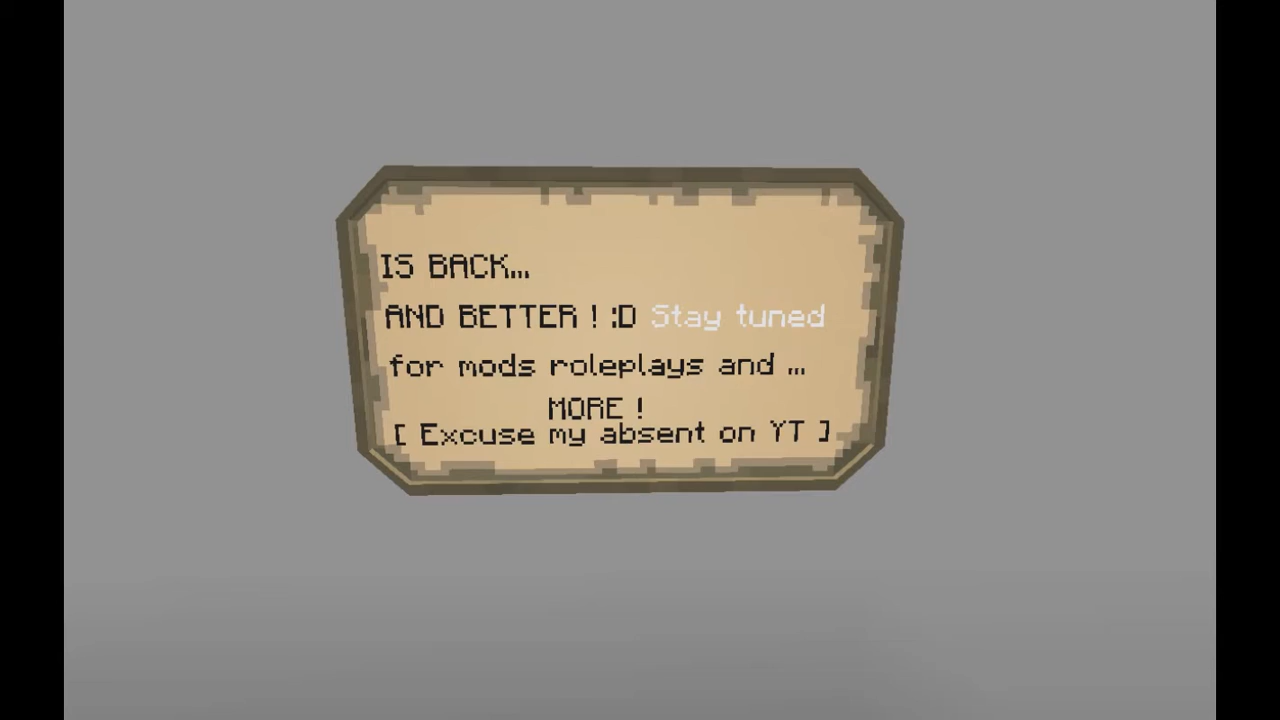 IS BACK...
AND BETTER ! :D Stay tuned
for mods roleplays and ...
MORE !
[ Excuse my absent on YT ]